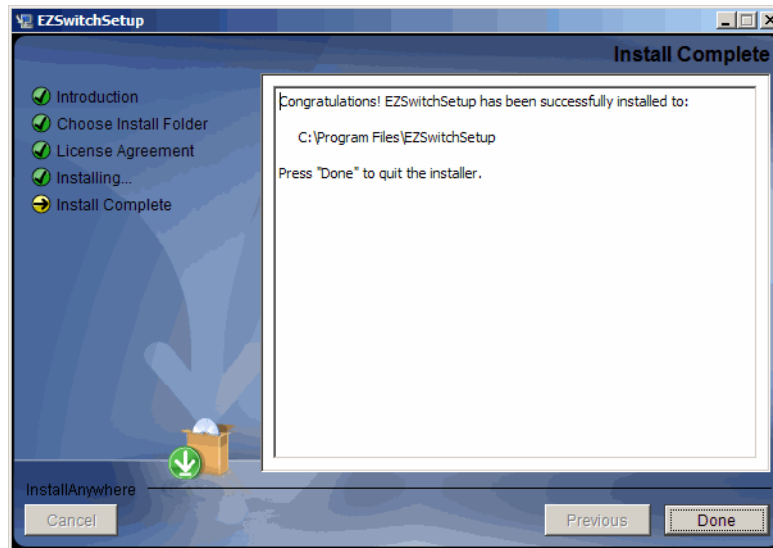 EZSwitchSetup
Install Complete
Introduction
Choose Install Folder
License Agreement
Installing...
Install Complete
Congratulations! EZSwitchSetup has been successfully installed to:
C:\Program Files\EZSwitchSetup
Press "Done" to quit the installer.
InstallAnywhere
Cancel
Previous
Done